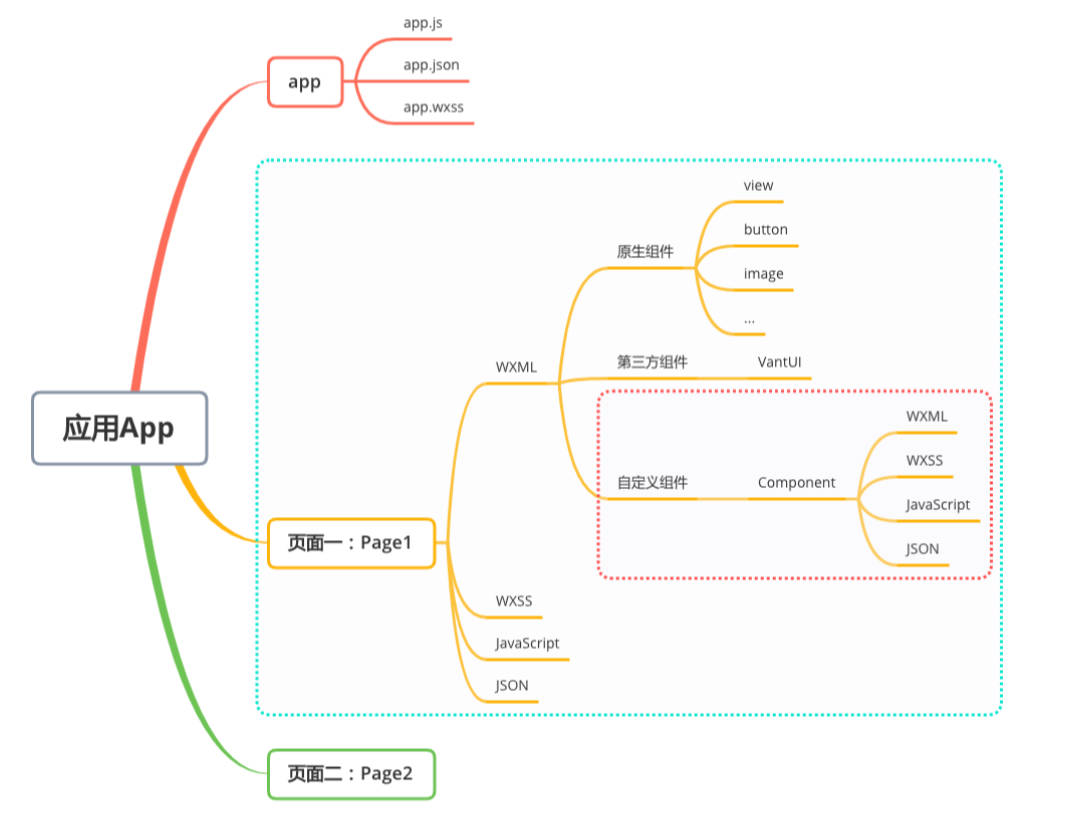 应用App
app
app.js
app.json
app.wxss
页面一：Page1
WXML
原生组件
view
button
image
...
第三方组件
VantUI
自定义组件
Component
WXML
WXSS
JavaScript
JSON
WXSS
JavaScript
JSON
页面二：Page2